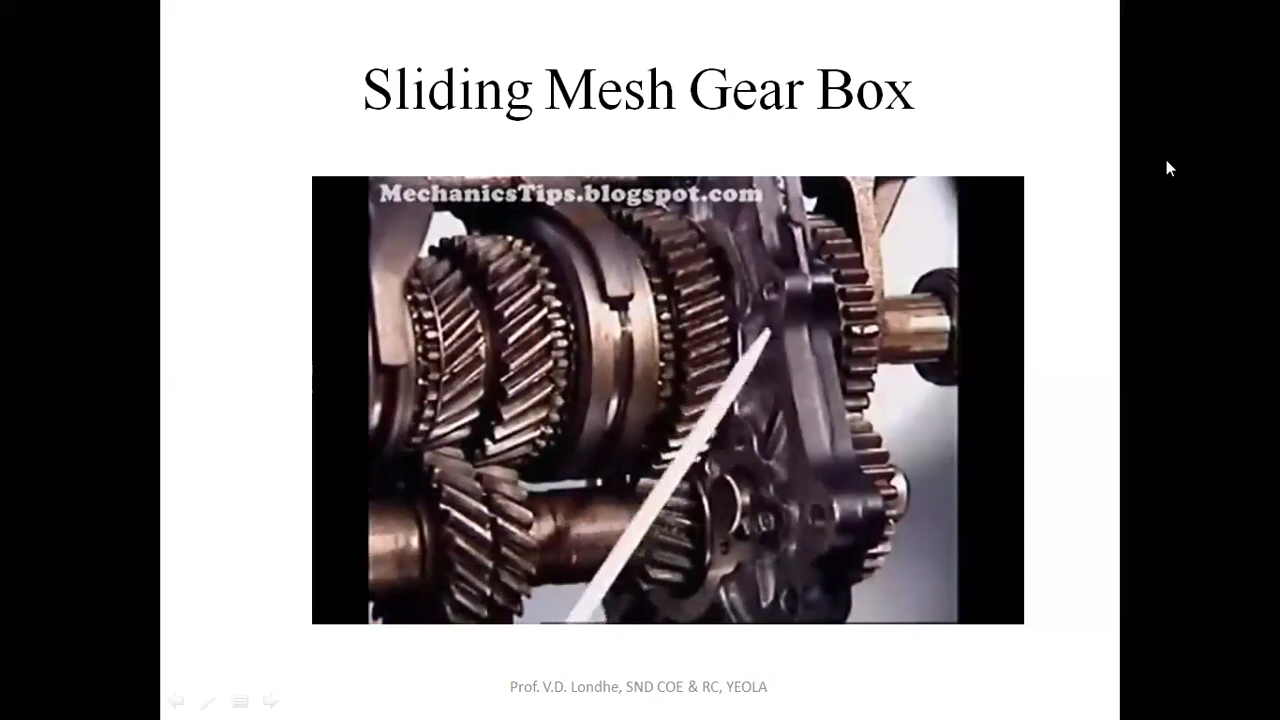 Sliding Mesh Gear Box
MechanicsTips.blogspot.com
Prof. V.D. Londhe, SND COE & RC, YEOLA